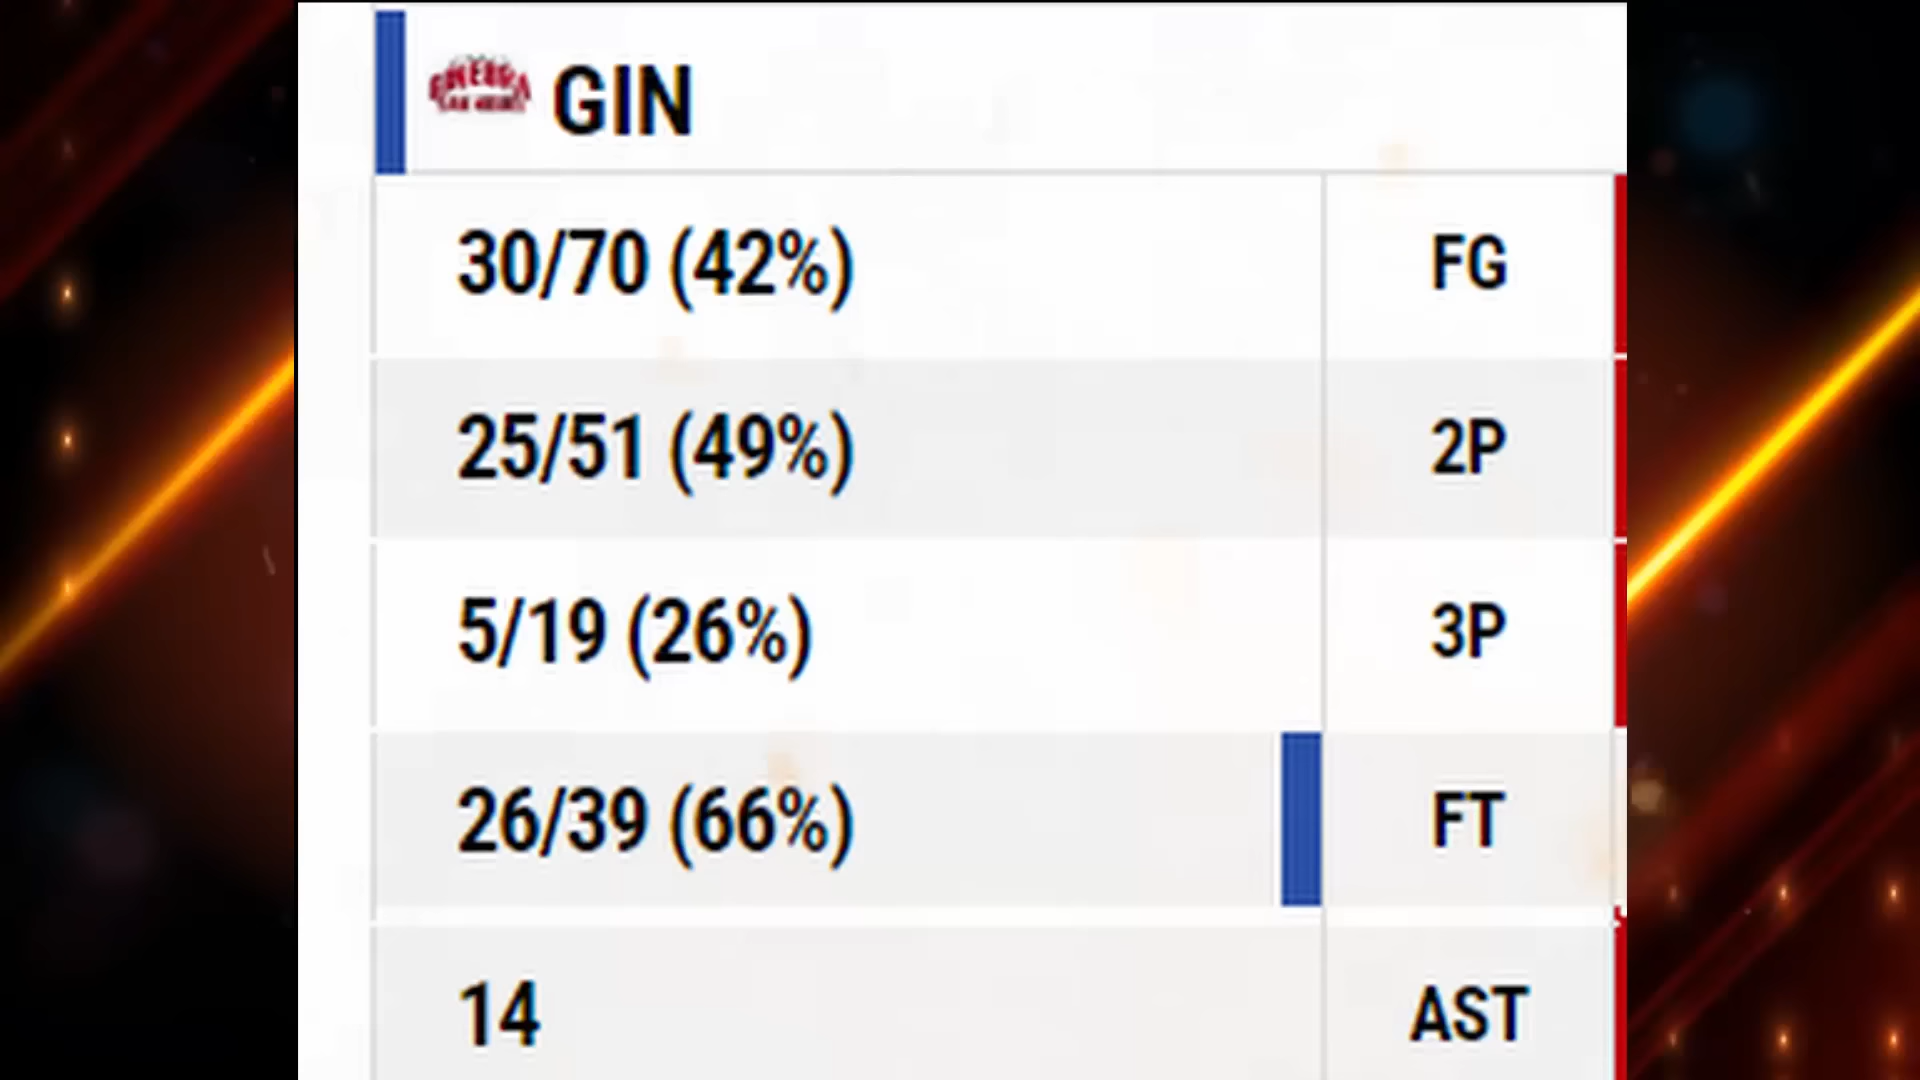 GINEBRA
GIN
30/70 (42%) FG
25/51 (49%) 2P
5/19 (26%) 3P
26/39 (66%) FT
14 AST